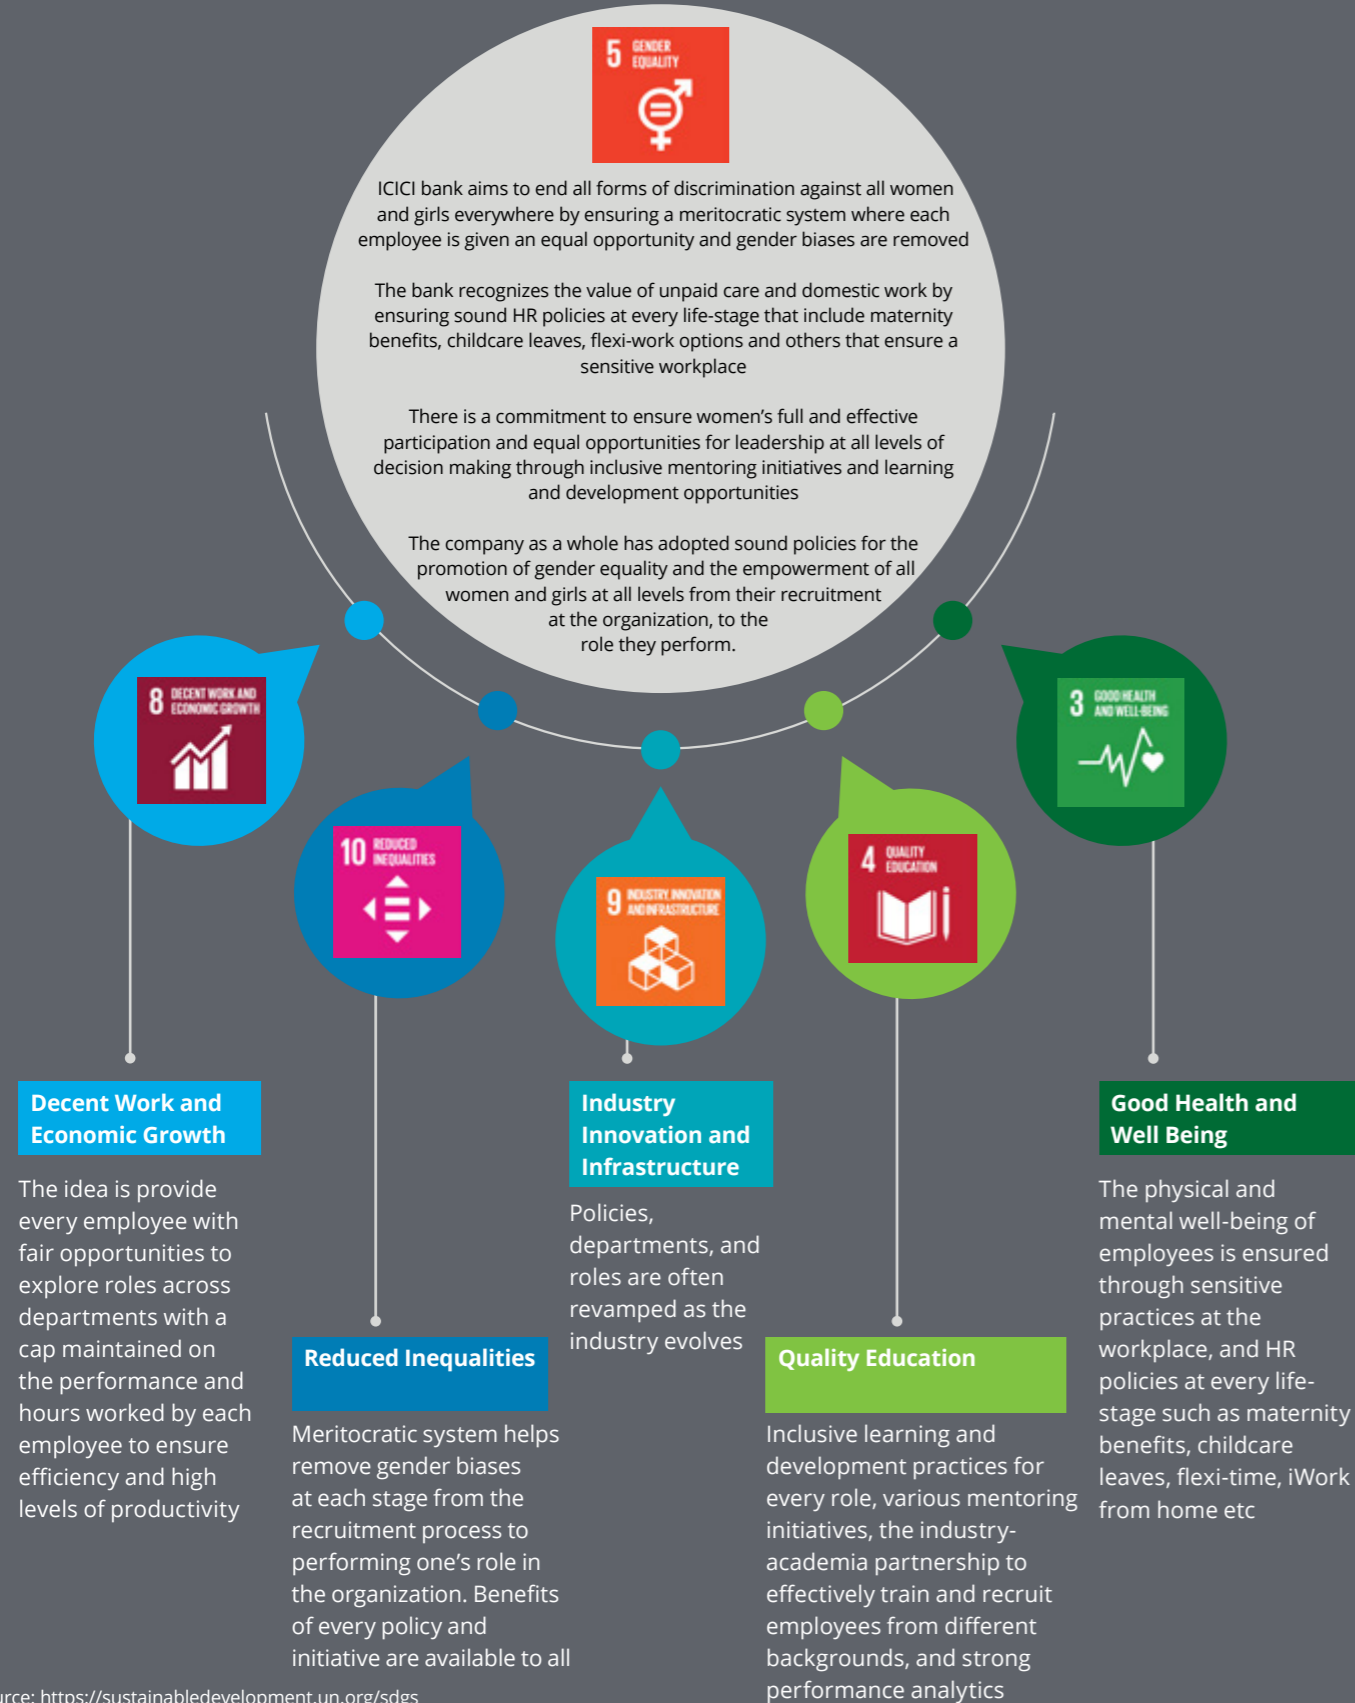 5 GENDER
EQUALITY
ICICI bank aims to end all forms of discrimination against all women
and girls everywhere by ensuring a meritocratic system where each
employee is given an equal opportunity and gender biases are removed
The bank recognizes the value of unpaid care and domestic work by
ensuring sound HR policies at every life-stage that include maternity
benefits, childcare leaves, flexi-work options and others that ensure a
sensitive workplace
There is a commitment to ensure women's full and effective
participation and equal opportunities for leadership at all levels of
decision making through inclusive mentoring initiatives and learning
and development opportunities
The company as a whole has adopted sound policies for the
promotion of gender equality and the empowerment of all
women and girls at all levels from their recruitment
at the organization, to the
role they perform.
8 DECENT WORK AND
ECONOMIC GROWTH
10 REDUCED
INEQUALITIES
9 INDUSTRY, INNOVATION
AND INFRASTRUCTURE
4 QUALITY
EDUCATION
3 GOOD HEALTH
AND WELL-BEING
Decent Work and
Economic Growth
The idea is provide
every employee with
fair opportunities to
explore roles across
departments with a
cap maintained on
the performance and
hours worked by each
employee to ensure
efficiency and high
levels of productivity
Reduced Inequalities
Meritocratic system helps
remove gender biases
at each stage from the
recruitment process to
performing one's role in
the organization. Benefits
of every policy and
initiative are available to all
Industry
Innovation and
Infrastructure
Policies,
departments, and
roles are often
revamped as the
industry evolves
Quality Education
Inclusive learning and
development practices for
every role, various mentoring
initiatives, the industry-
academia partnership to
effectively train and recruit
employees from different
backgrounds, and strong
performance analytics
Good Health and
Well Being
The physical and
mental well-being of
employees is ensured
through sensitive
practices at the
workplace, and HR
policies at every life-
stage such as maternity
benefits, childcare
leaves, flexi-time, iWork
from home etc
urce: https://sustainabledevelopment.un.org/sdgs